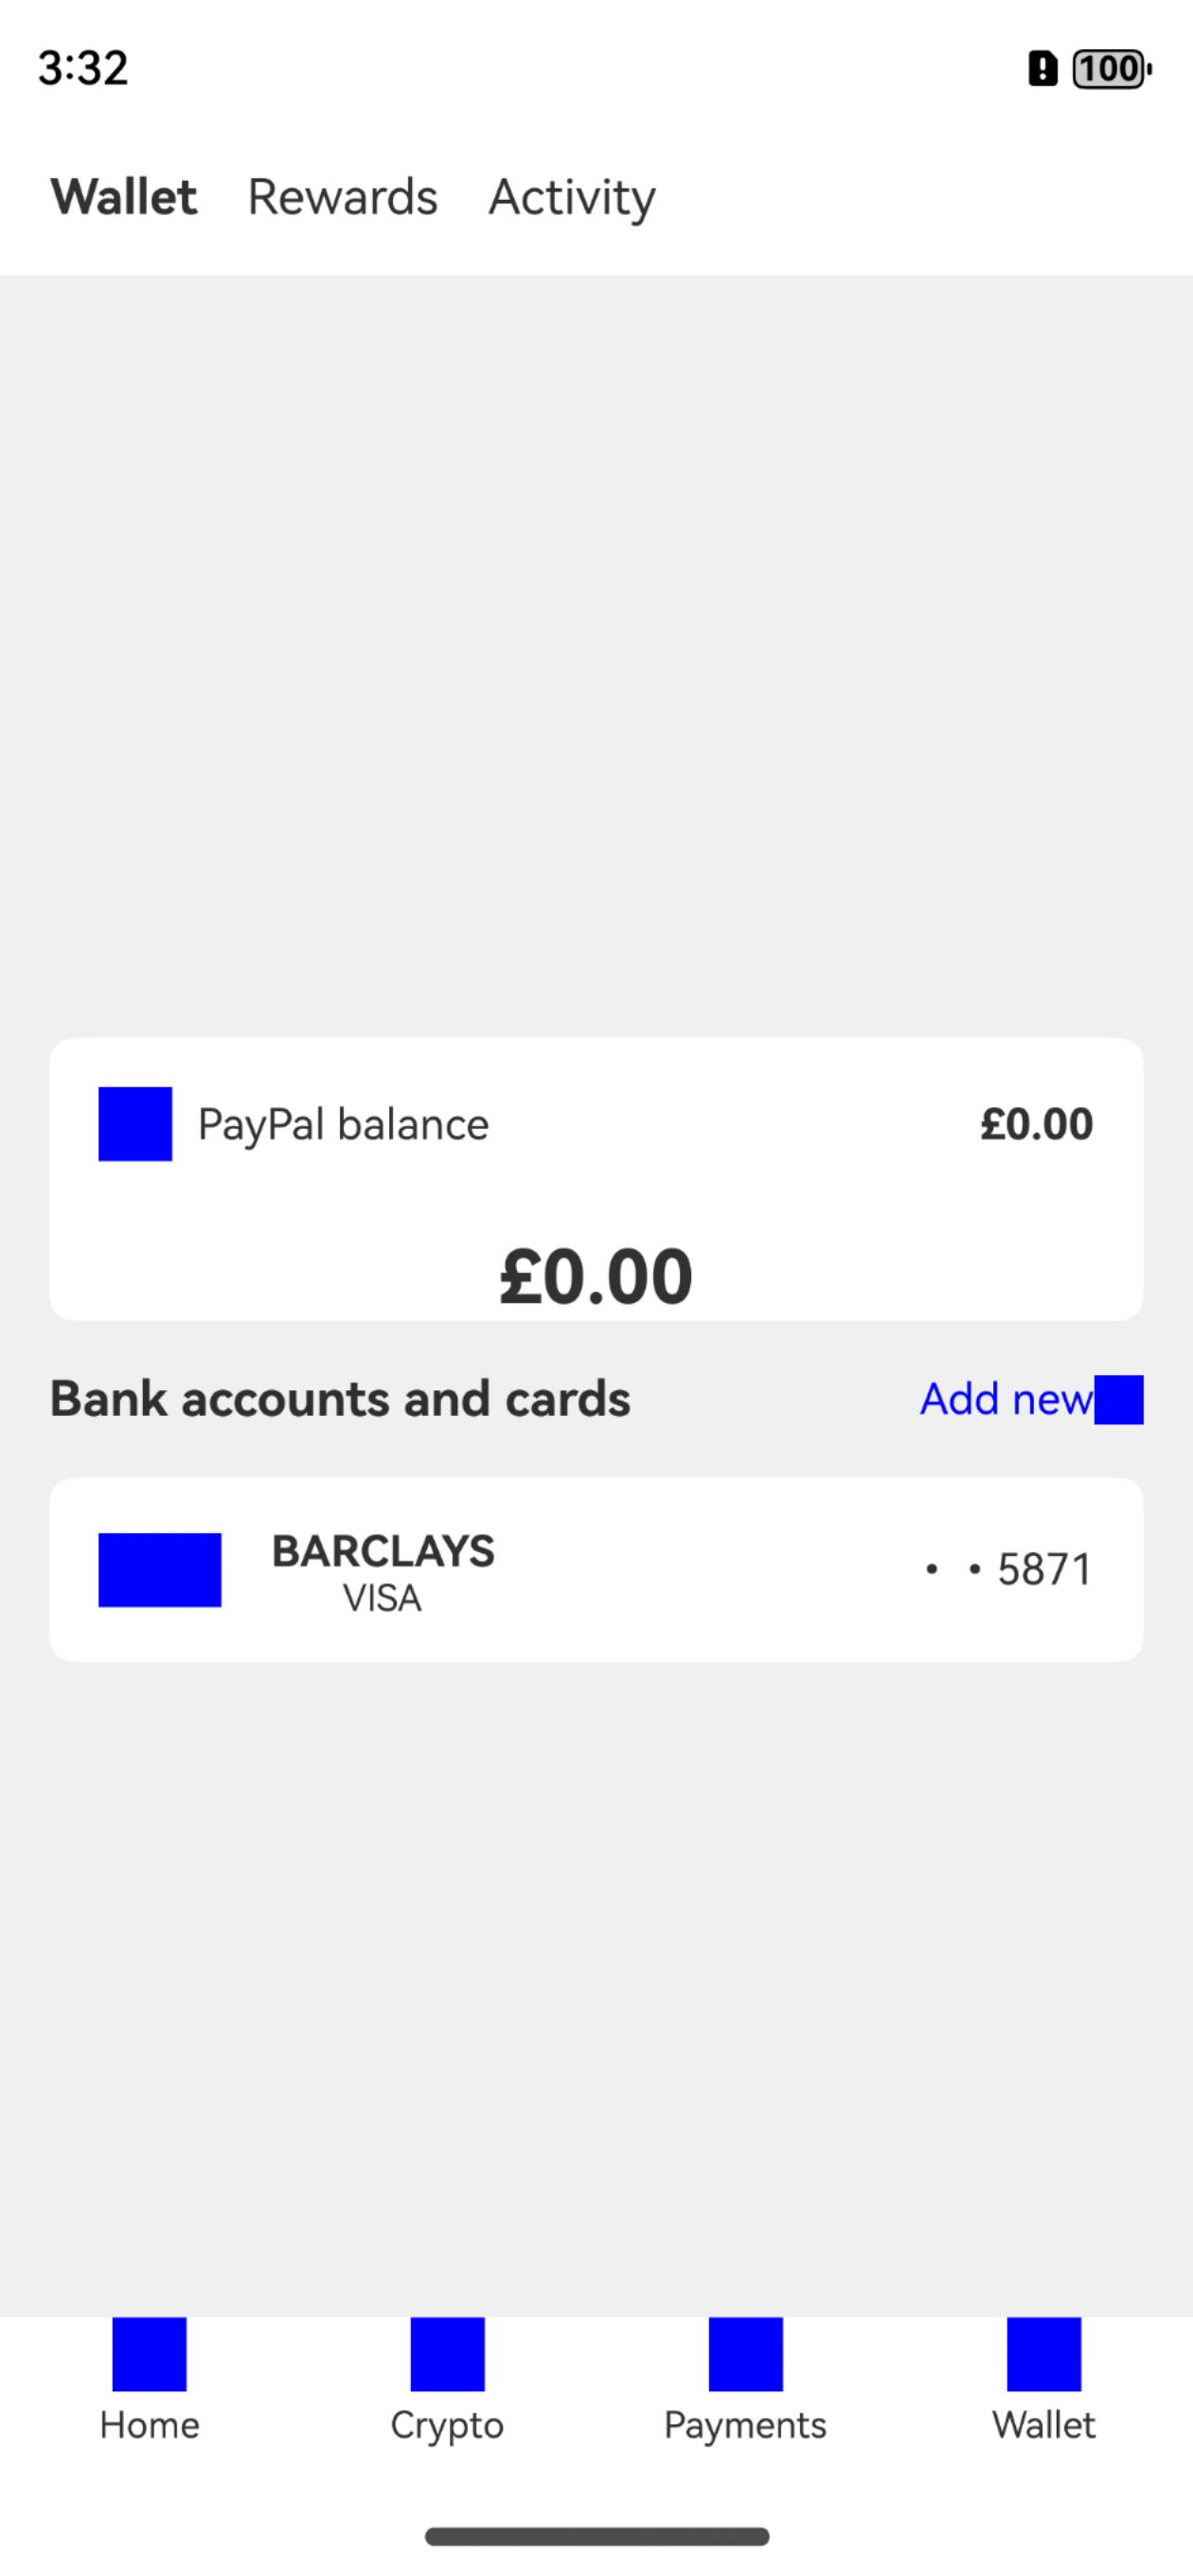 3:32
100
Wallet Rewards Activity
PayPal balance £0.00
£0.00
Bank accounts and cards Add new
BARCLAYS
VISA
• • 5871
Home Crypto Payments Wallet